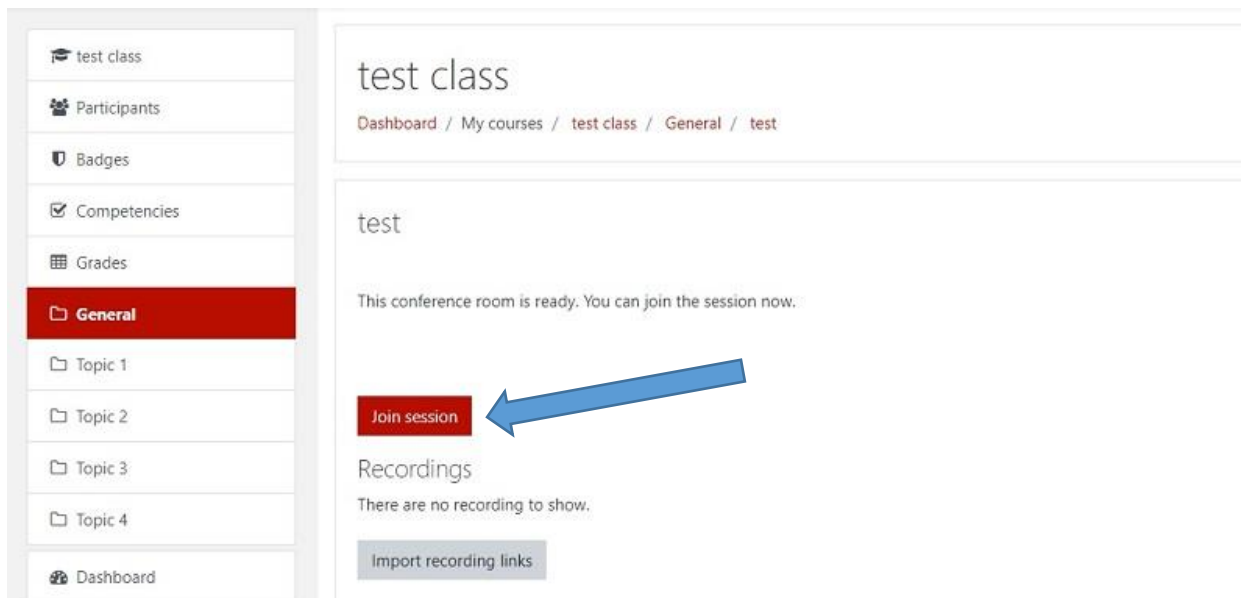 test class
Participants
Badges
Competencies
Grades
General
Topic 1
Topic 2
Topic 3
Topic 4
Dashboard
test class
Dashboard / My courses / test class / General / test
test
This conference room is ready. You can join the session now.
Join session
Recordings
There are no recording to show.
Import recording links